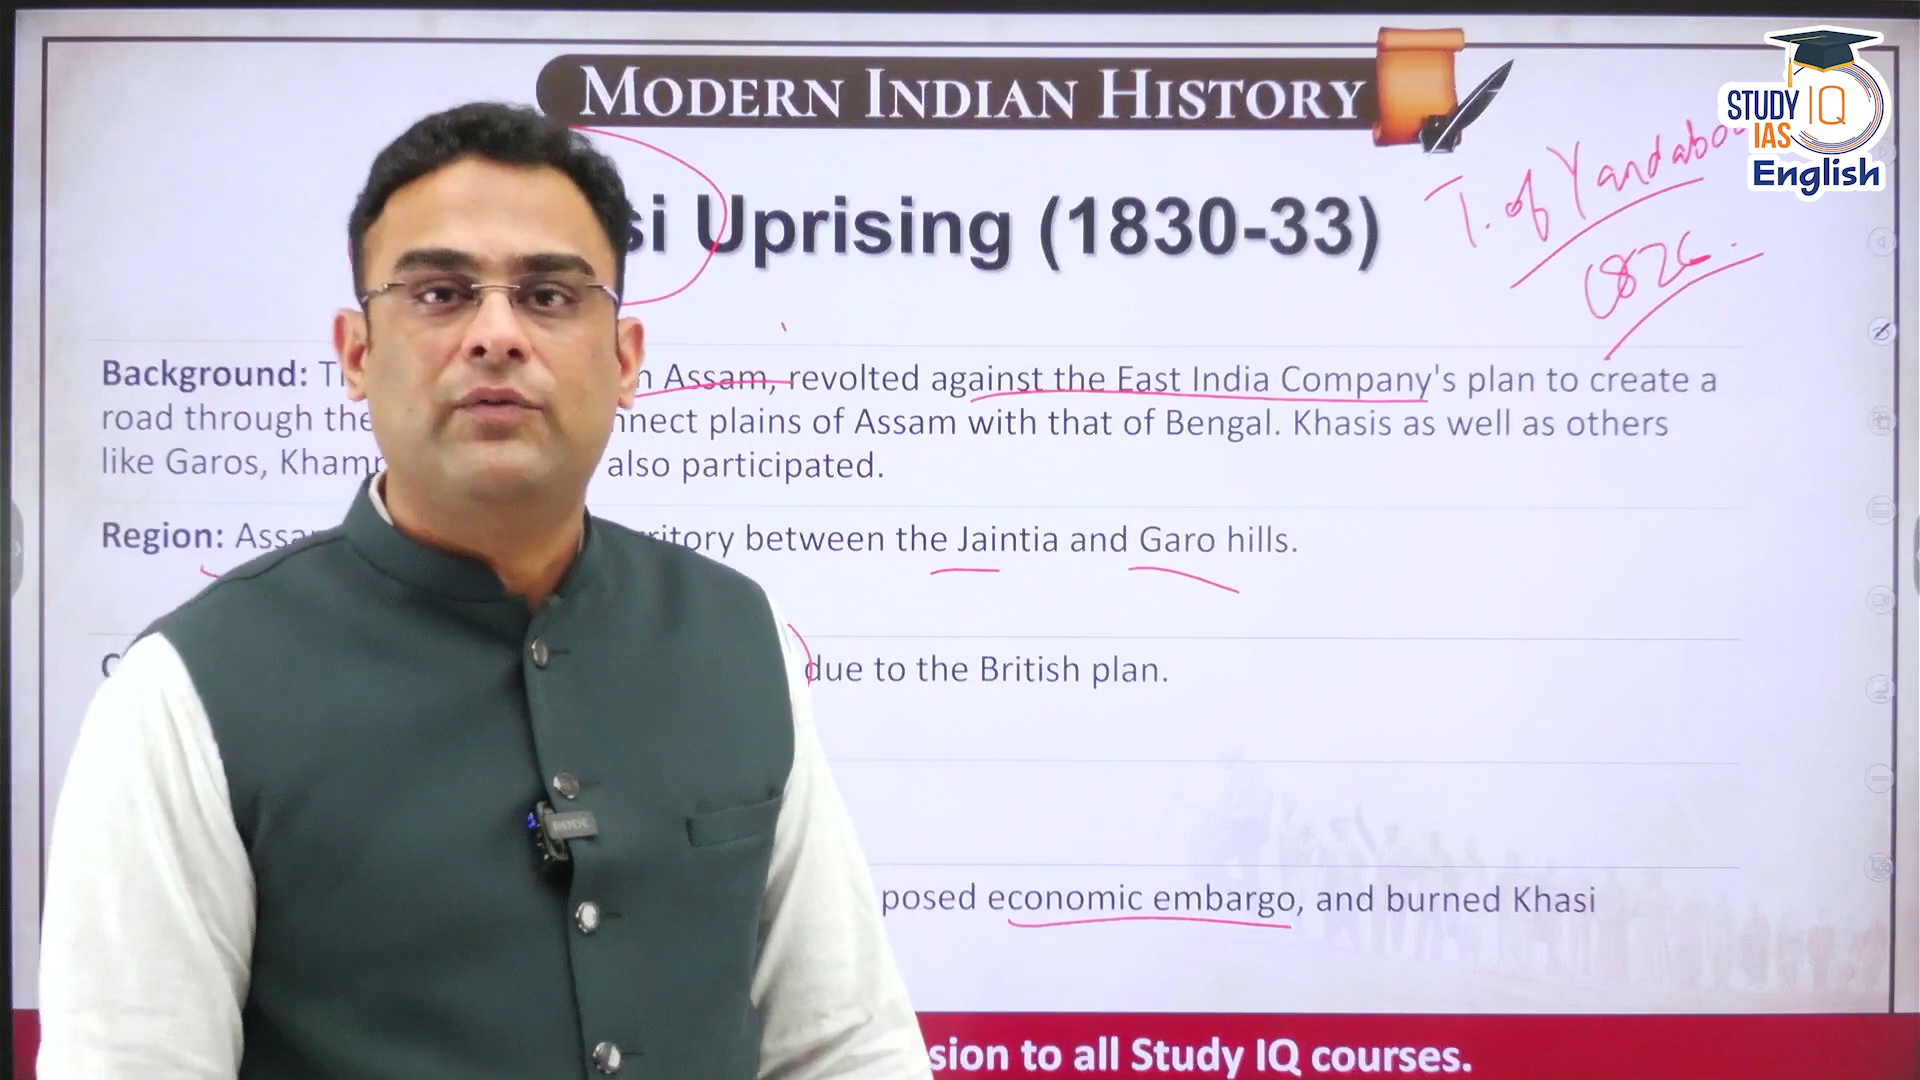 MODERN INDIAN HISTORY
STUDY IQ
IAS
English
T. of Yandaboo
1826.
si Uprising (1830-33)
Background: T n Assam, revolted against the East India Company's plan to create a
road through the nnect plains of Assam with that of Bengal. Khasis as well as others
like Garos, Kham also participated.
Region: Assa ritory between the Jaintia and Garo hills.
due to the British plan.
posed economic embargo, and burned Khasi
RODE
sion to all Study IQ courses.